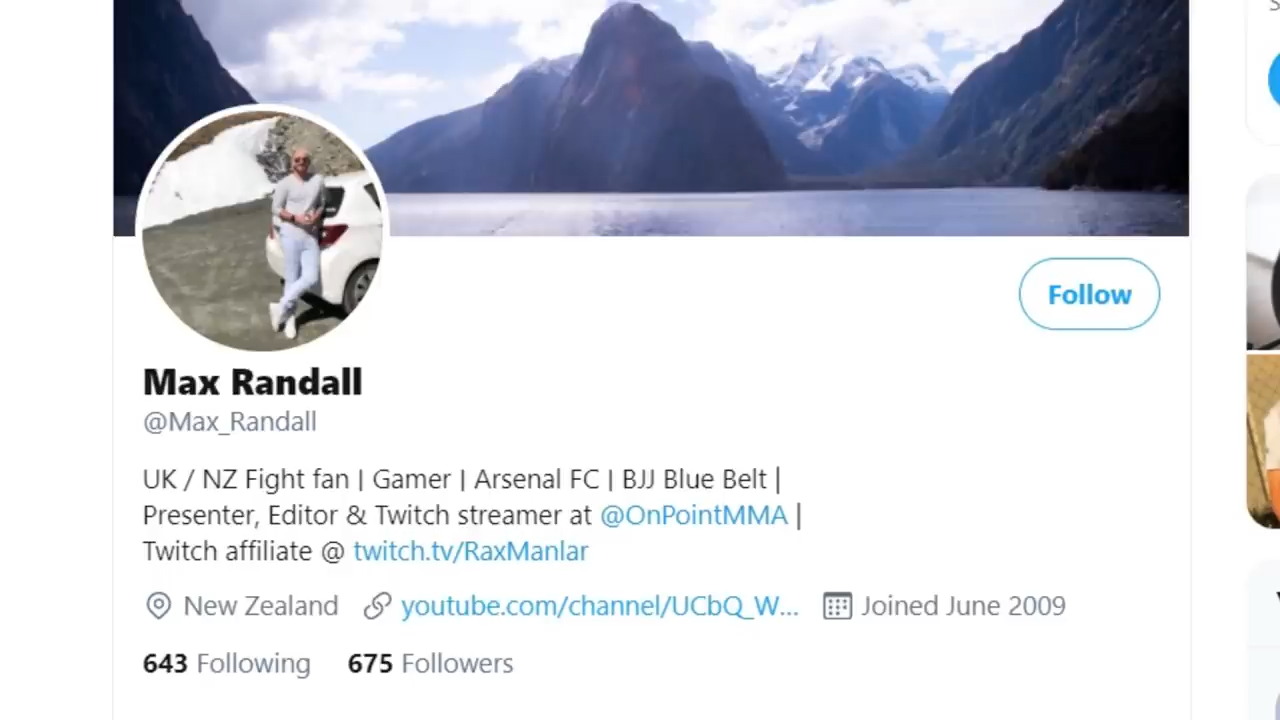 Follow
Max Randall
@Max_Randall
UK / NZ Fight fan | Gamer | Arsenal FC | BJJ Blue Belt |
Presenter, Editor & Twitch streamer at @OnPointMMA |
Twitch affiliate @ twitch.tv/RaxManlar
New Zealand youtube.com/channel/UCbQ_W... Joined June 2009
643 Following 675 Followers